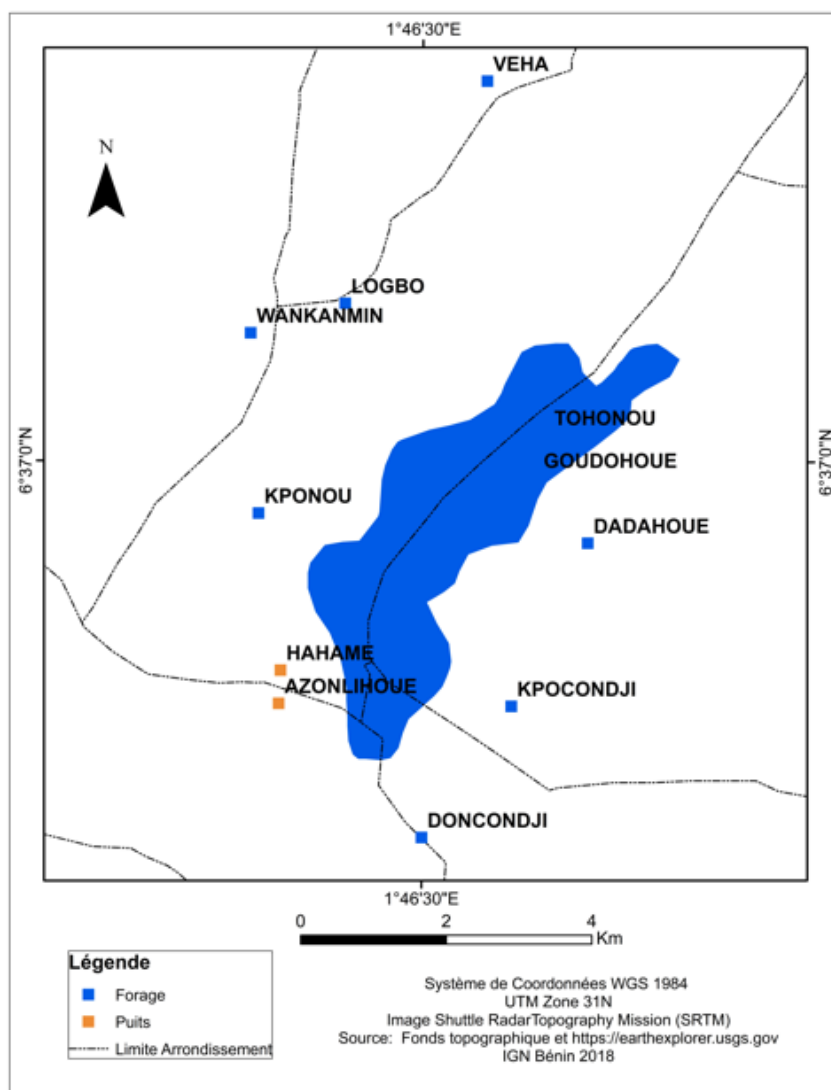 1°46'30"E
VEHA
N
LOGBO
WANKANMIN
TOHONOU
6°37'0"N
GOUDOHOUE
6°37'0"N
KPONOU
DADAHOUE
HAHAME
AZONLIHOUE
KPOCONDJI
DONCONDJI
1°46'30"E
0 2 4
Km
Légende
Forage
Puits
Limite Arrondissement
Système de Coordonnées WGS 1984
UTM Zone 31N
Image Shuttle RadarTopography Mission (SRTM)
Source: Fonds topographique et https://earthexplorer.usgs.gov
IGN Bénin 2018